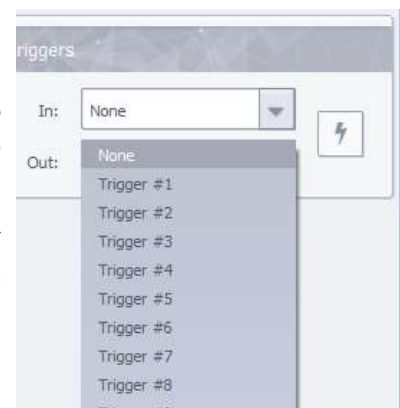 riggers
In: None
Out:
None
Trigger #1
Trigger #2
Trigger #3
Trigger #4
Trigger #5
Trigger #6
Trigger #7
Trigger #8